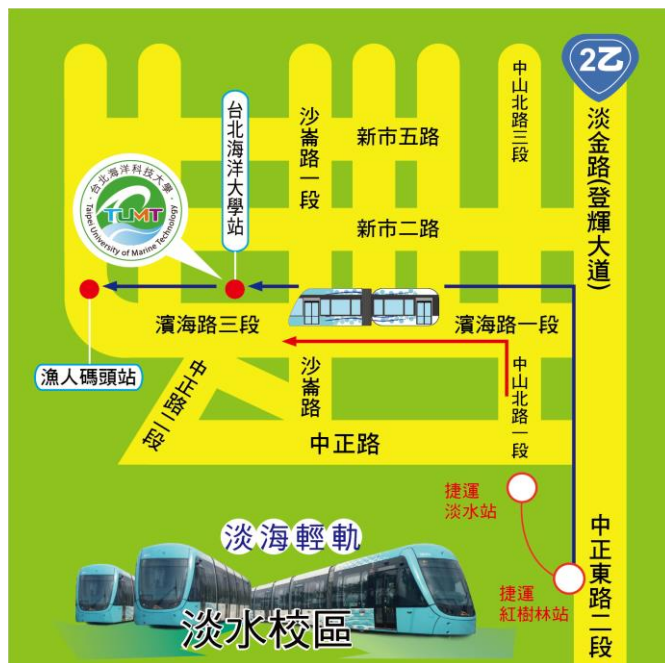 2乙
淡金路(登輝大道)
中山北路三段
沙崙路一段
新市五路
台北海洋大學站
·台北海洋科技大學·
TUMT
Taipei University of Marine Technology
新市二路
濱海路三段
濱海路一段
漁人碼頭站
中正路二段
沙崙路
中山北路一段
中正路
捷運
淡水站
中正東路二段
捷運
紅樹林站
淡海輕軌
淡水校區